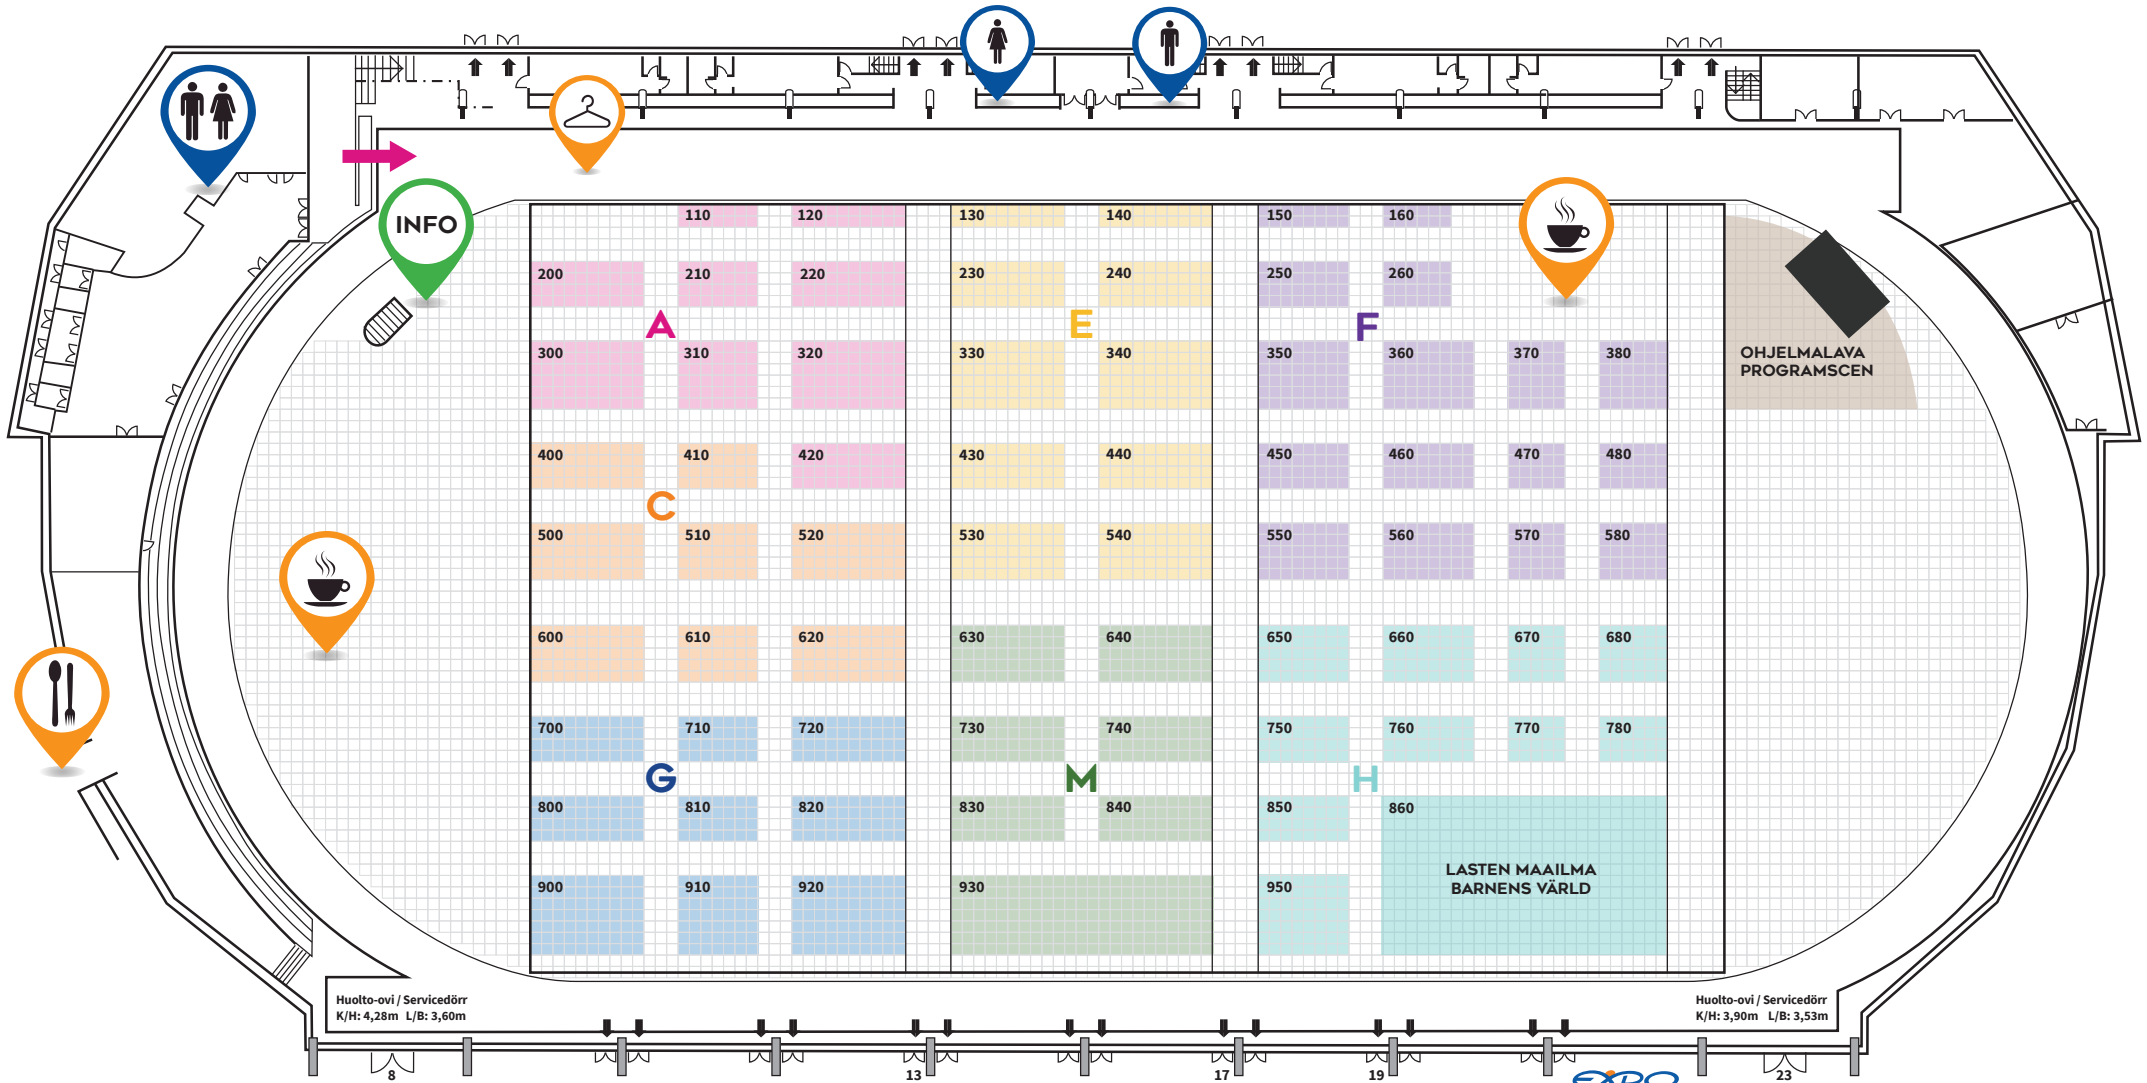 INFO
110 120 130 140 150 160
200 210 220 230 240 250 260
A E F
300 310 320 330 340 350 360 370 380
OHJELMALAVA
PROGRAMSCEN
400 410 420 430 440 450 460 470 480
C
500 510 520 530 540 550 560 570 580
600 610 620 630 640 650 660 670 680
700 710 720 730 740 750 760 770 780
G M H
800 810 820 830 840 850 860
LASTEN MAAILMA
BARNENS VÄRLD
900 910 920 930 950
Huolto-ovi / Servicedörr
K/H: 4,28m L/B: 3,60m
Huolto-ovi / Servicedörr
K/H: 3,90m L/B: 3,53m
8 13 17 19 23
EXPO